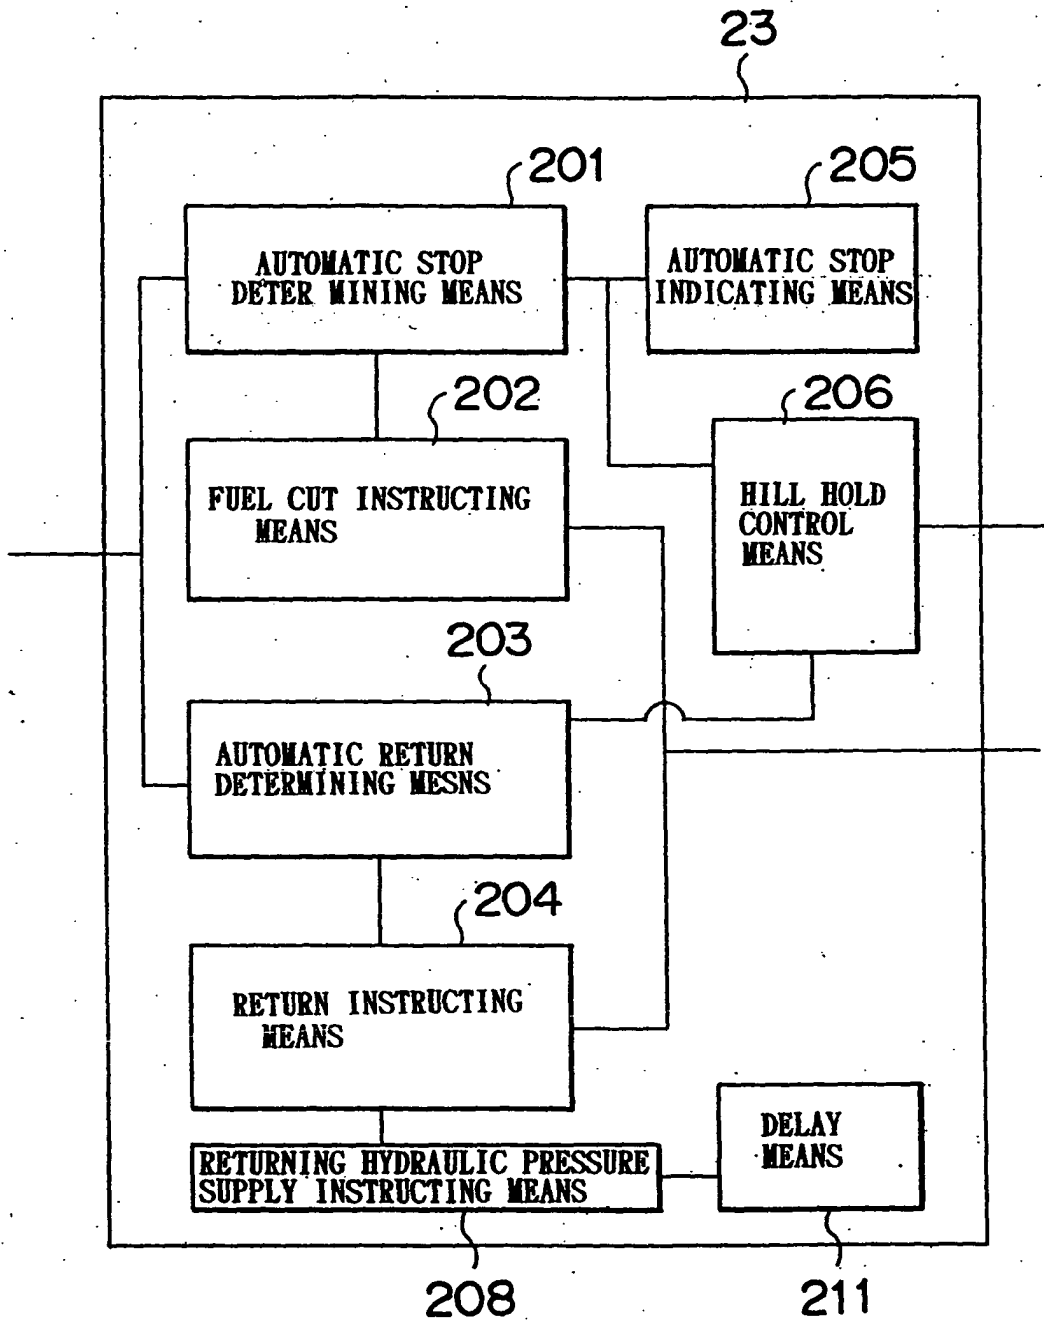 23
201
205
AUTOMATIC STOP
DETER MINING MEANS
AUTOMATIC STOP
INDICATING MEANS
202
206
FUEL CUT INSTRUCTING
MEANS
HILL HOLD
CONTROL
MEANS
203
AUTOMATIC RETURN
DETERMINING MESNS
204
RETURN INSTRUCTING
MEANS
DELAY
MEANS
RETURNING HYDRAULIC PRESSURE
SUPPLY INSTRUCTING MEANS
208
211